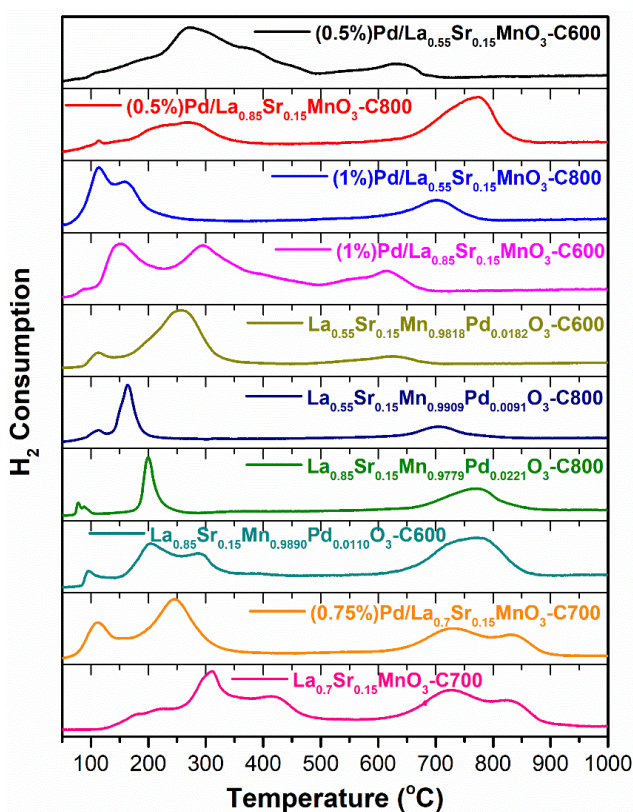 (0.5%)Pd/La₀.₅₅Sr₀.₁₅MnO₃-C600
(0.5%)Pd/La₀.₈₅Sr₀.₁₅MnO₃-C800
(1%)Pd/La₀.₅₅Sr₀.₁₅MnO₃-C800
(1%)Pd/La₀.₈₅Sr₀.₁₅MnO₃-C600
La₀.₅₅Sr₀.₁₅Mn₀.₉₈₁₈Pd₀.₀₁₈₂O₃-C600
La₀.₅₅Sr₀.₁₅Mn₀.₉₉₀₉Pd₀.₀₀₉₁O₃-C800
La₀.₈₅Sr₀.₁₅Mn₀.₉₇₇₉Pd₀.₀₂₂₁O₃-C800
La₀.₈₅Sr₀.₁₅Mn₀.₉₈₉₀Pd₀.₀₁₁₀O₃-C600
(0.75%)Pd/La₀.₇Sr₀.₁₅MnO₃-C700
La₀.₇Sr₀.₁₅MnO₃-C700
H₂ Consumption
100 200 300 400 500 600 700 800 900 1000
Temperature (°C)